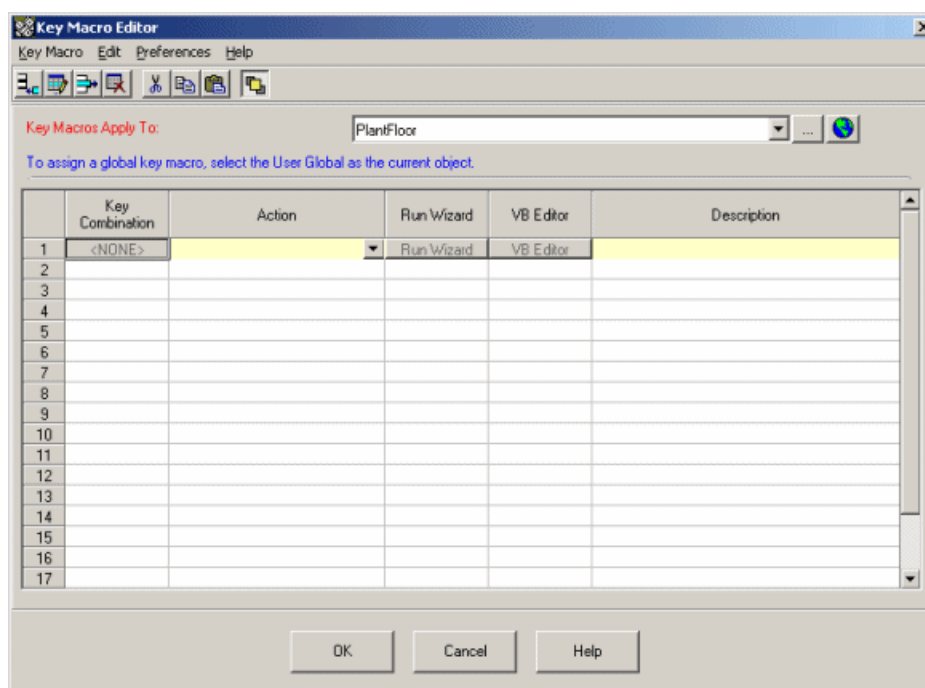 Key Macro Editor
Key Macro Edit Preferences Help
Key Macros Apply To: PlantFloor ...
To assign a global key macro, select the User Global as the current object.
Key Combination Action Run Wizard VB Editor Description
1 <NONE> Run Wizard VB Editor
2
3
4
5
6
7
8
9
10
11
12
13
14
15
16
17
OK Cancel Help